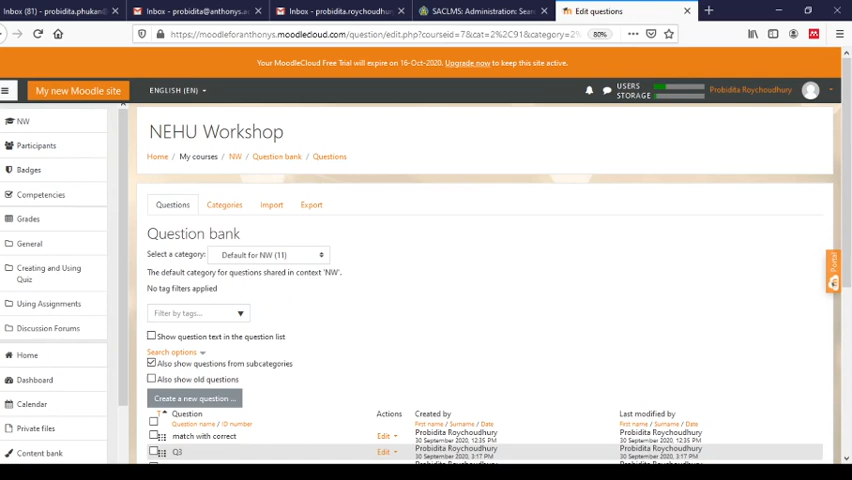 Inbox (81) - probidita.phukan@
Inbox - probidita@anthonys.ac
Inbox - probidita.roychoudhury
SACLMS: Administration: Sear
Edit questions
https://moodleforanthonys.moodlecloud.com/question/edit.php?courseid=7&cat=2%2C91&category=2%
80%
Your MoodleCloud Free Trial will expire on 16-Oct-2020. Upgrade now to keep this site active.
My new Moodle site
ENGLISH (EN)
USERS
STORAGE
Probidita Roychoudhury
NW
Participants
Badges
Competencies
Grades
General
Creating and Using
Quiz
Using Assignments
Discussion Forums
Home
Dashboard
Calendar
Private files
Content bank
NEHU Workshop
Home / My courses / NW / Question bank / Questions
Questions Categories Import Export
Question bank
Select a category: Default for NW (11)
The default category for questions shared in context 'NW'.
No tag filters applied
Filter by tags...
Show question text in the question list
Search options
Also show questions from subcategories
Also show old questions
Create a new question ...
T Question Actions Created by Last modified by
Question name / ID number First name / Surname / Date First name / Surname / Date
match with correct Edit Probidita Roychoudhury Probidita Roychoudhury
30 September 2020, 12:35 PM 30 September 2020, 12:35 PM
Q3 Edit Probidita Roychoudhury Probidita Roychoudhury
30 September 2020, 3:17 PM 30 September 2020, 3:17 PM
Portal